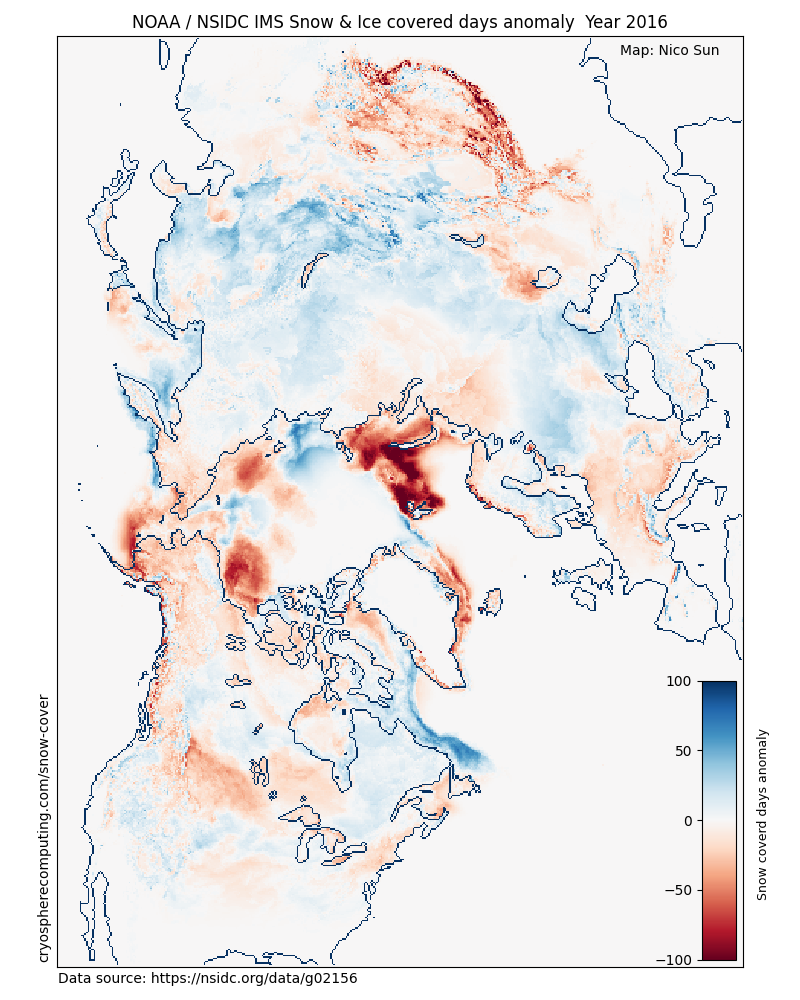 NOAA / NSIDC IMS Snow & Ice covered days anomaly  Year 2016
Map: Nico Sun
cryospherecomputing.com/snow-cover
100
50
0
−50
−100
Snow coverd days anomaly
Data source: https://nsidc.org/data/g02156